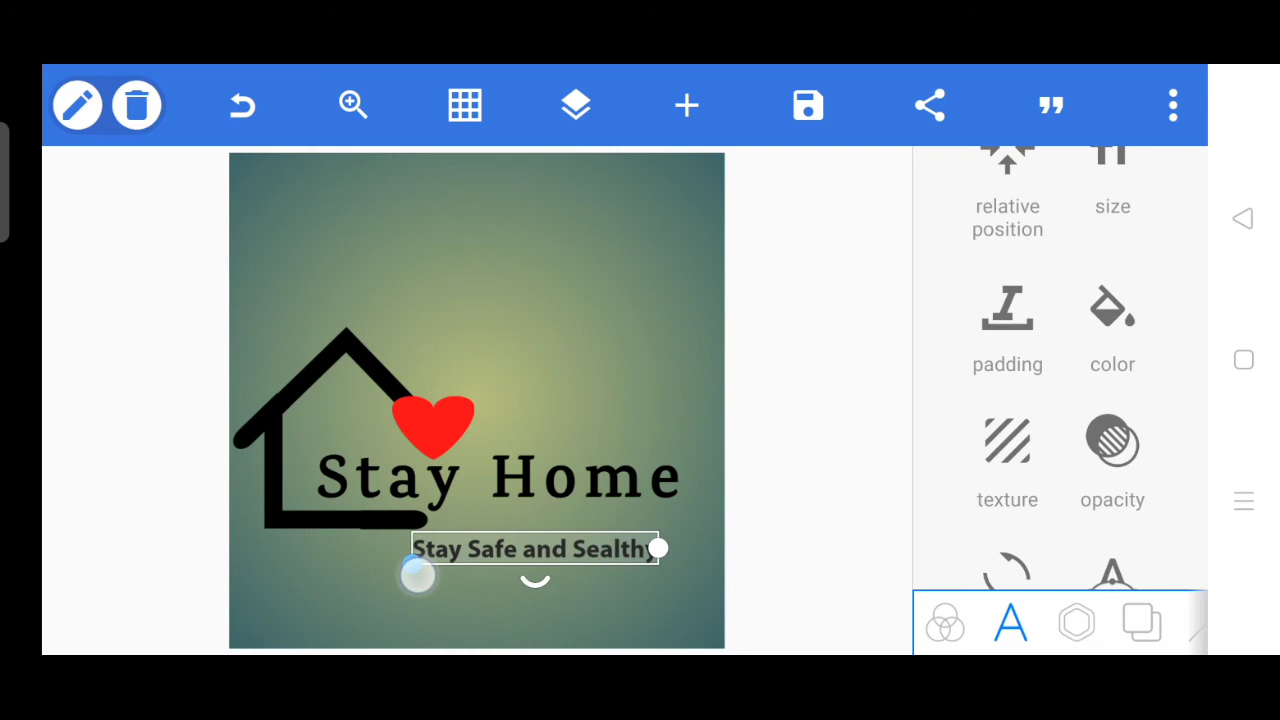 relative
position
size
padding
color
texture
opacity
Stay Home
Stay Safe and Sealthy